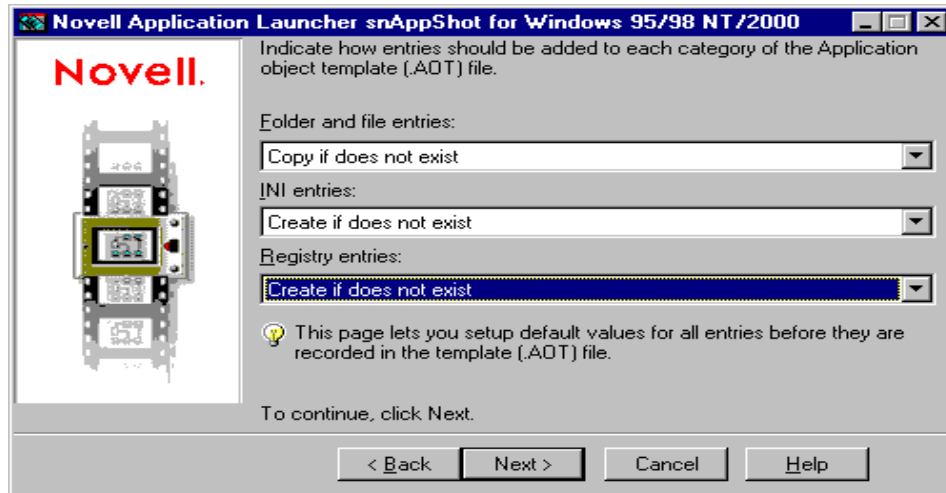 Novell Application Launcher snAppShot for Windows 95/98 NT/2000
Novell.
Indicate how entries should be added to each category of the Application
object template (.AOT) file.
Folder and file entries:
Copy if does not exist
INI entries:
Create if does not exist
Registry entries:
Create if does not exist
This page lets you setup default values for all entries before they are
recorded in the template (.AOT) file.
To continue, click Next.
< Back Next > Cancel Help